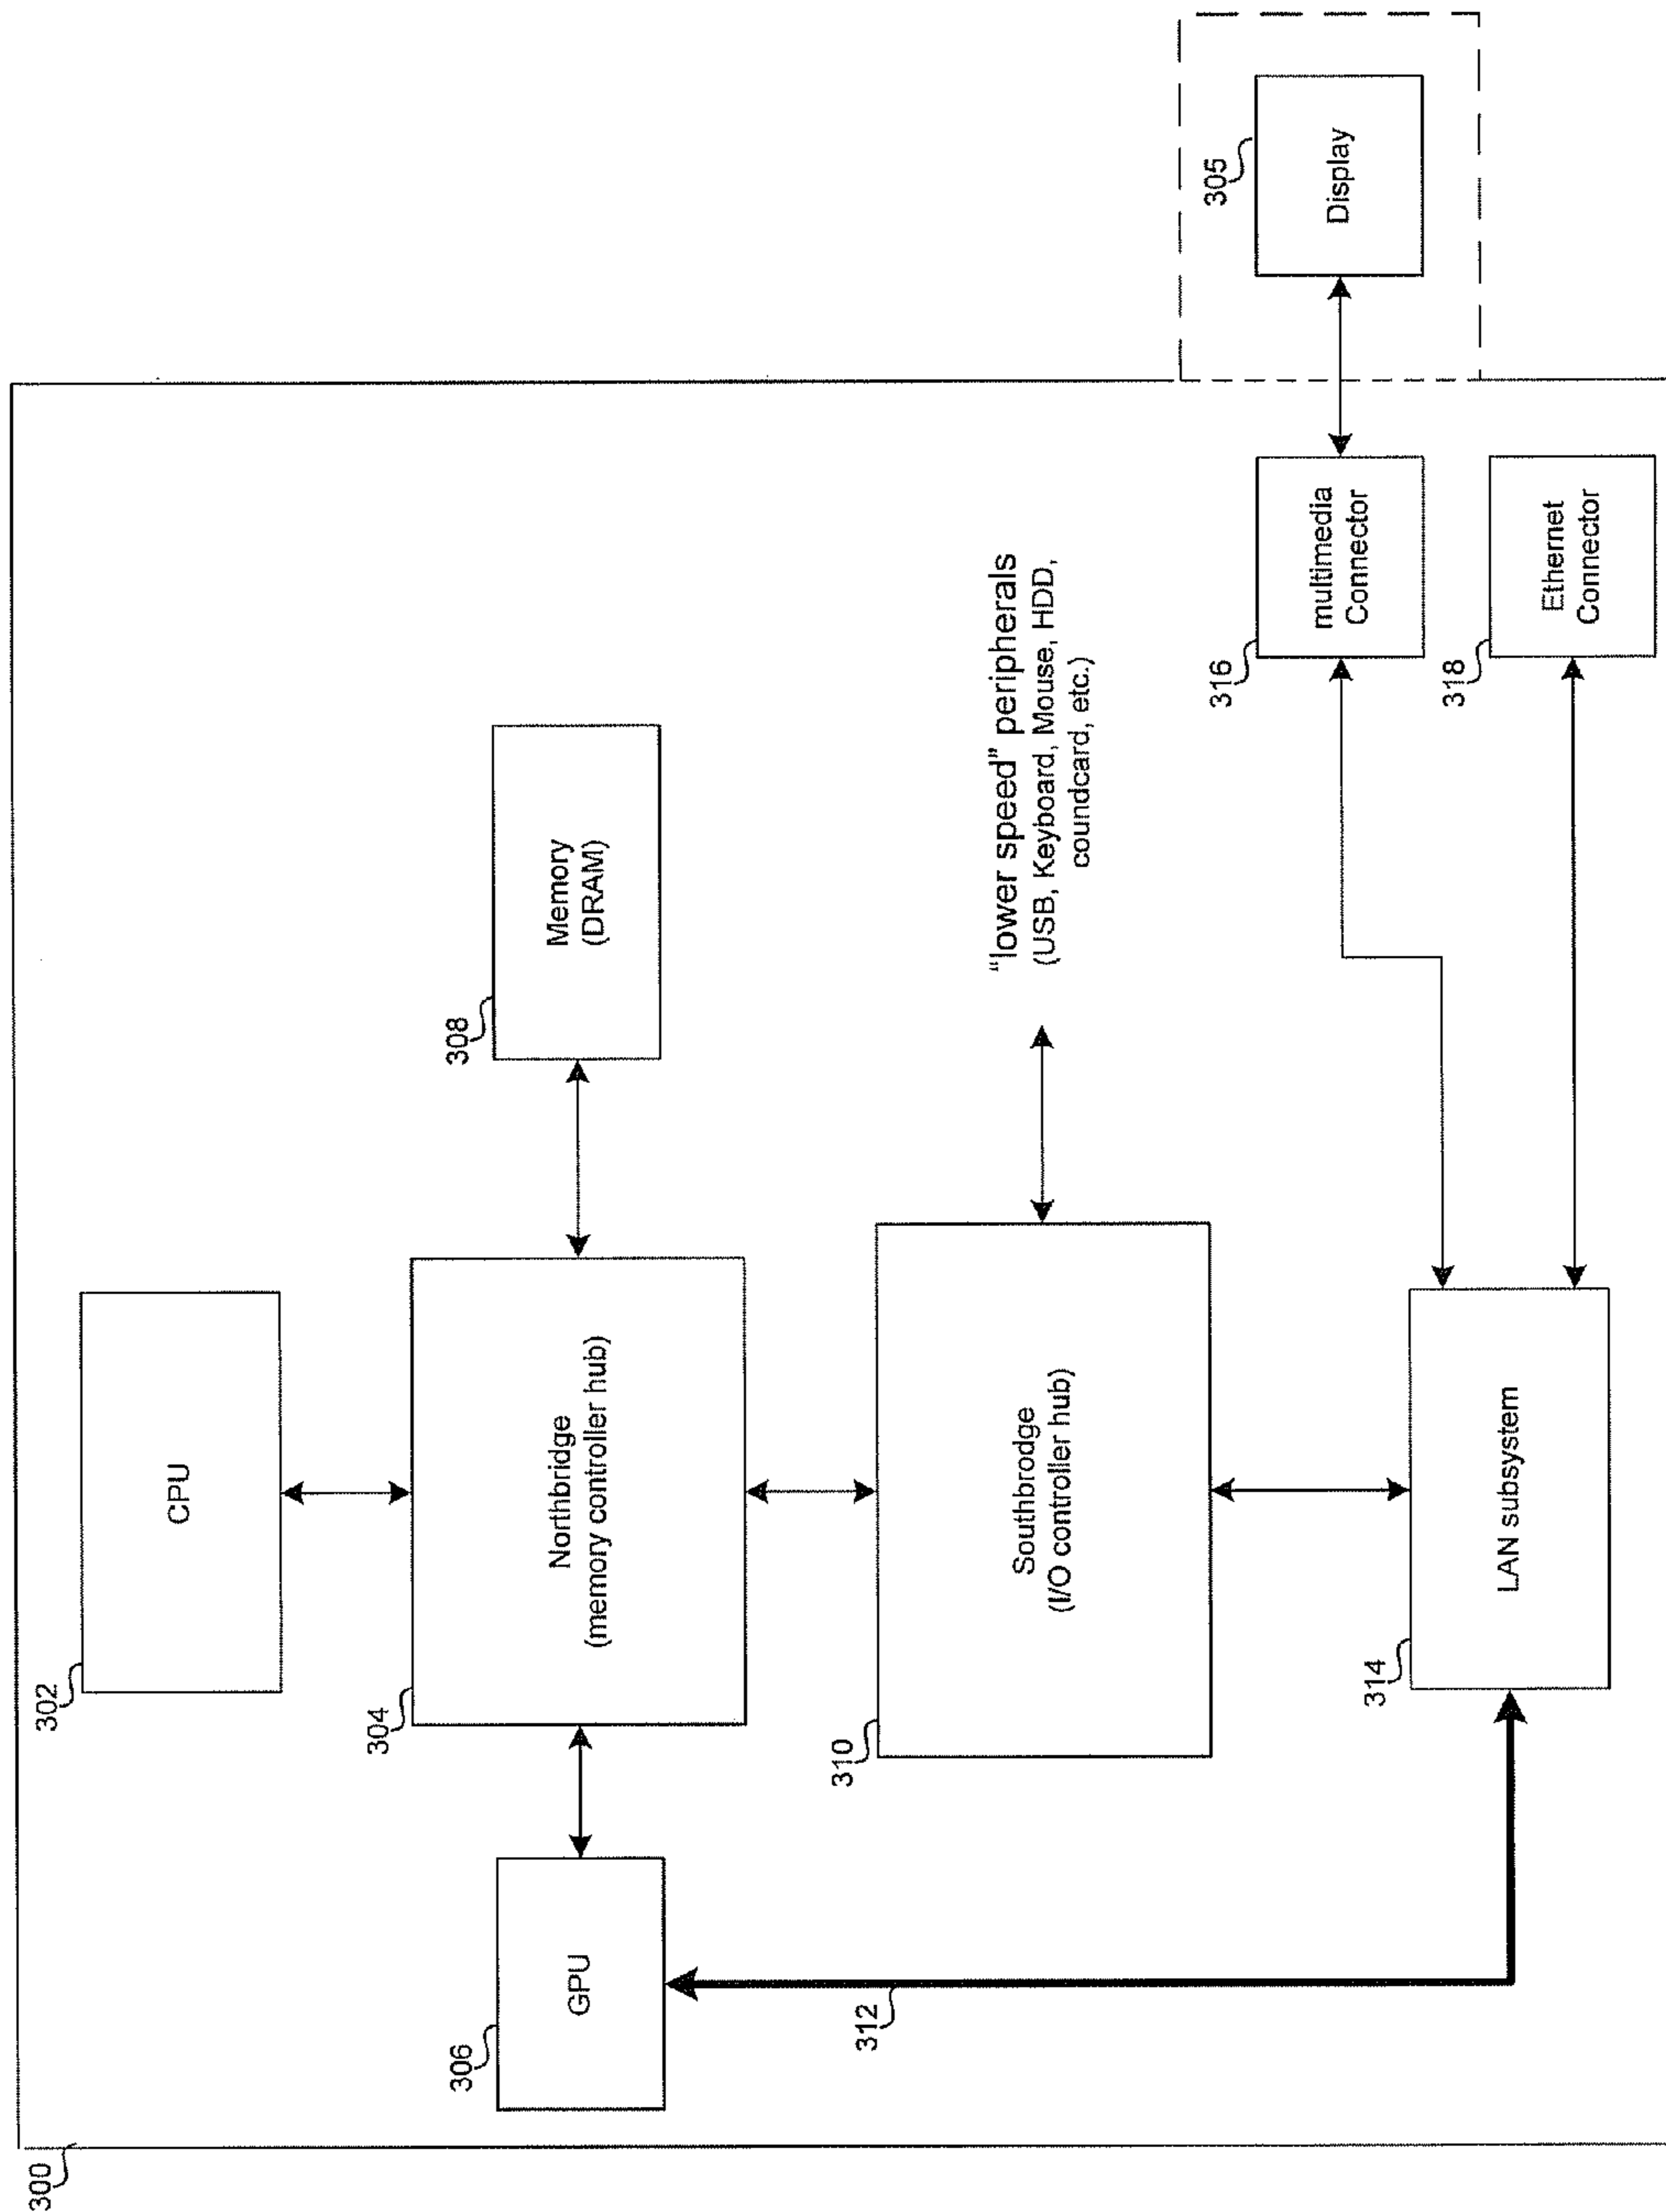 300
302
CPU
304
Northbridge
(memory controller hub)
306
GPU
308
Memory
(DRAM)
310
Southbrodge
(I/O controller hub)
"lower speed" peripherals
(USB, Keyboard, Mouse, HDD,
coundcard, etc.)
312
314
LAN subsystem
316
multimedia
Connector
305
Display
318
Ethernet
Connector